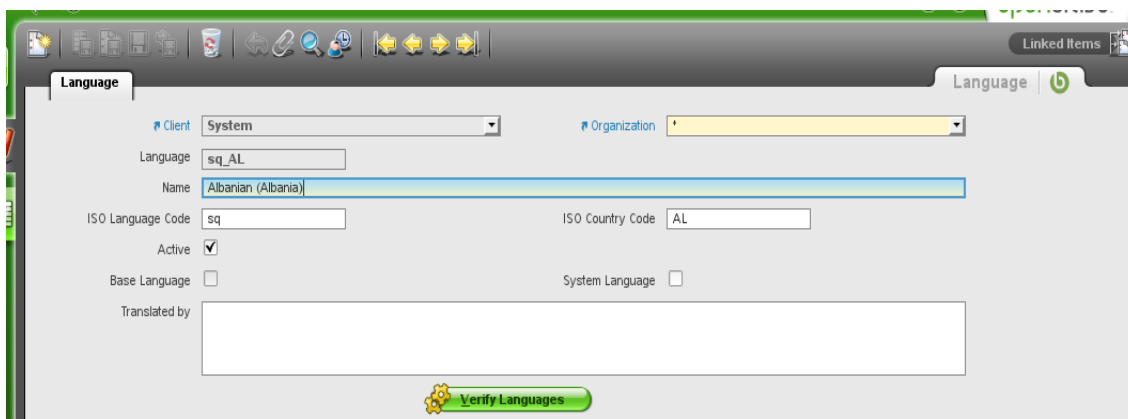 Linked Items
Language
Language
Client System
Organization *
Language sq_AL
Name Albanian (Albania)
ISO Language Code sq
ISO Country Code AL
Active
Base Language
System Language
Translated by
Verify Languages